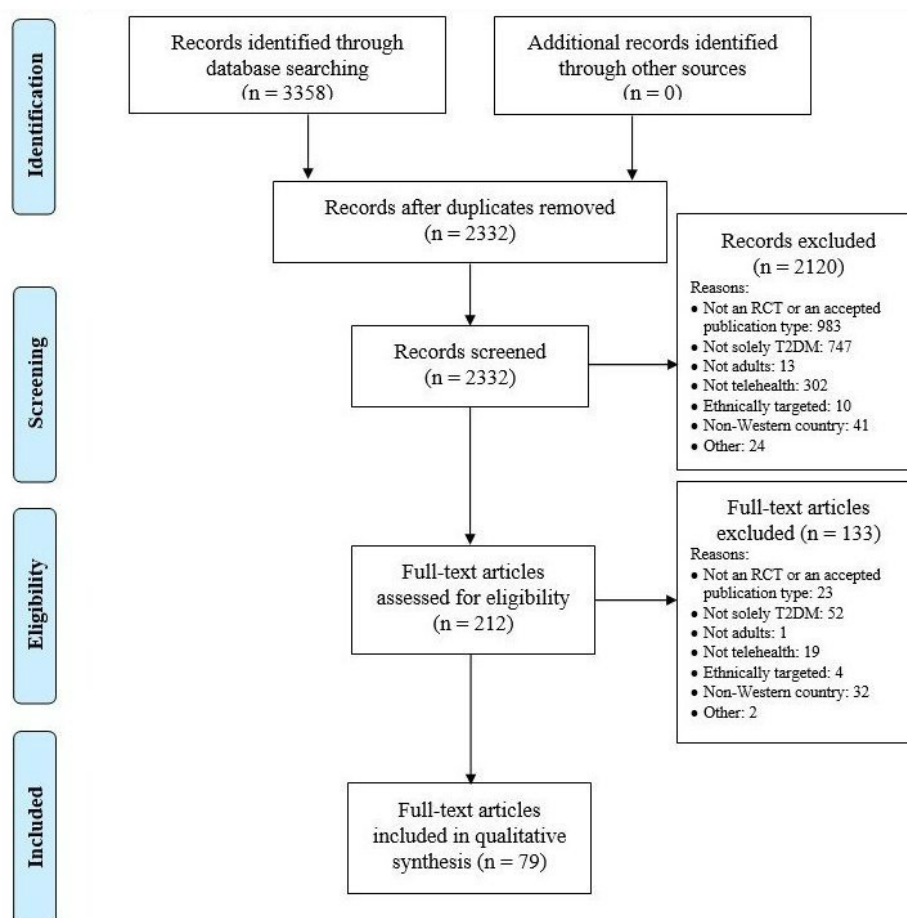 Identification
Records identified through
database searching
(n = 3358)
Additional records identified
through other sources
(n = 0)
Records after duplicates removed
(n = 2332)
Screening
Records screened
(n = 2332)
Records excluded
(n = 2120)
Reasons:
• Not an RCT or an accepted
publication type: 983
• Not solely T2DM: 747
• Not adults: 13
• Not telehealth: 302
• Ethnically targeted: 10
• Non-Western country: 41
• Other: 24
Eligibility
Full-text articles
assessed for eligibility
(n = 212)
Full-text articles
excluded (n = 133)
Reasons:
• Not an RCT or an accepted
publication type: 23
• Not solely T2DM: 52
• Not adults: 1
• Not telehealth: 19
• Ethnically targeted: 4
• Non-Western country: 32
• Other: 2
Included
Full-text articles
included in qualitative
synthesis (n = 79)